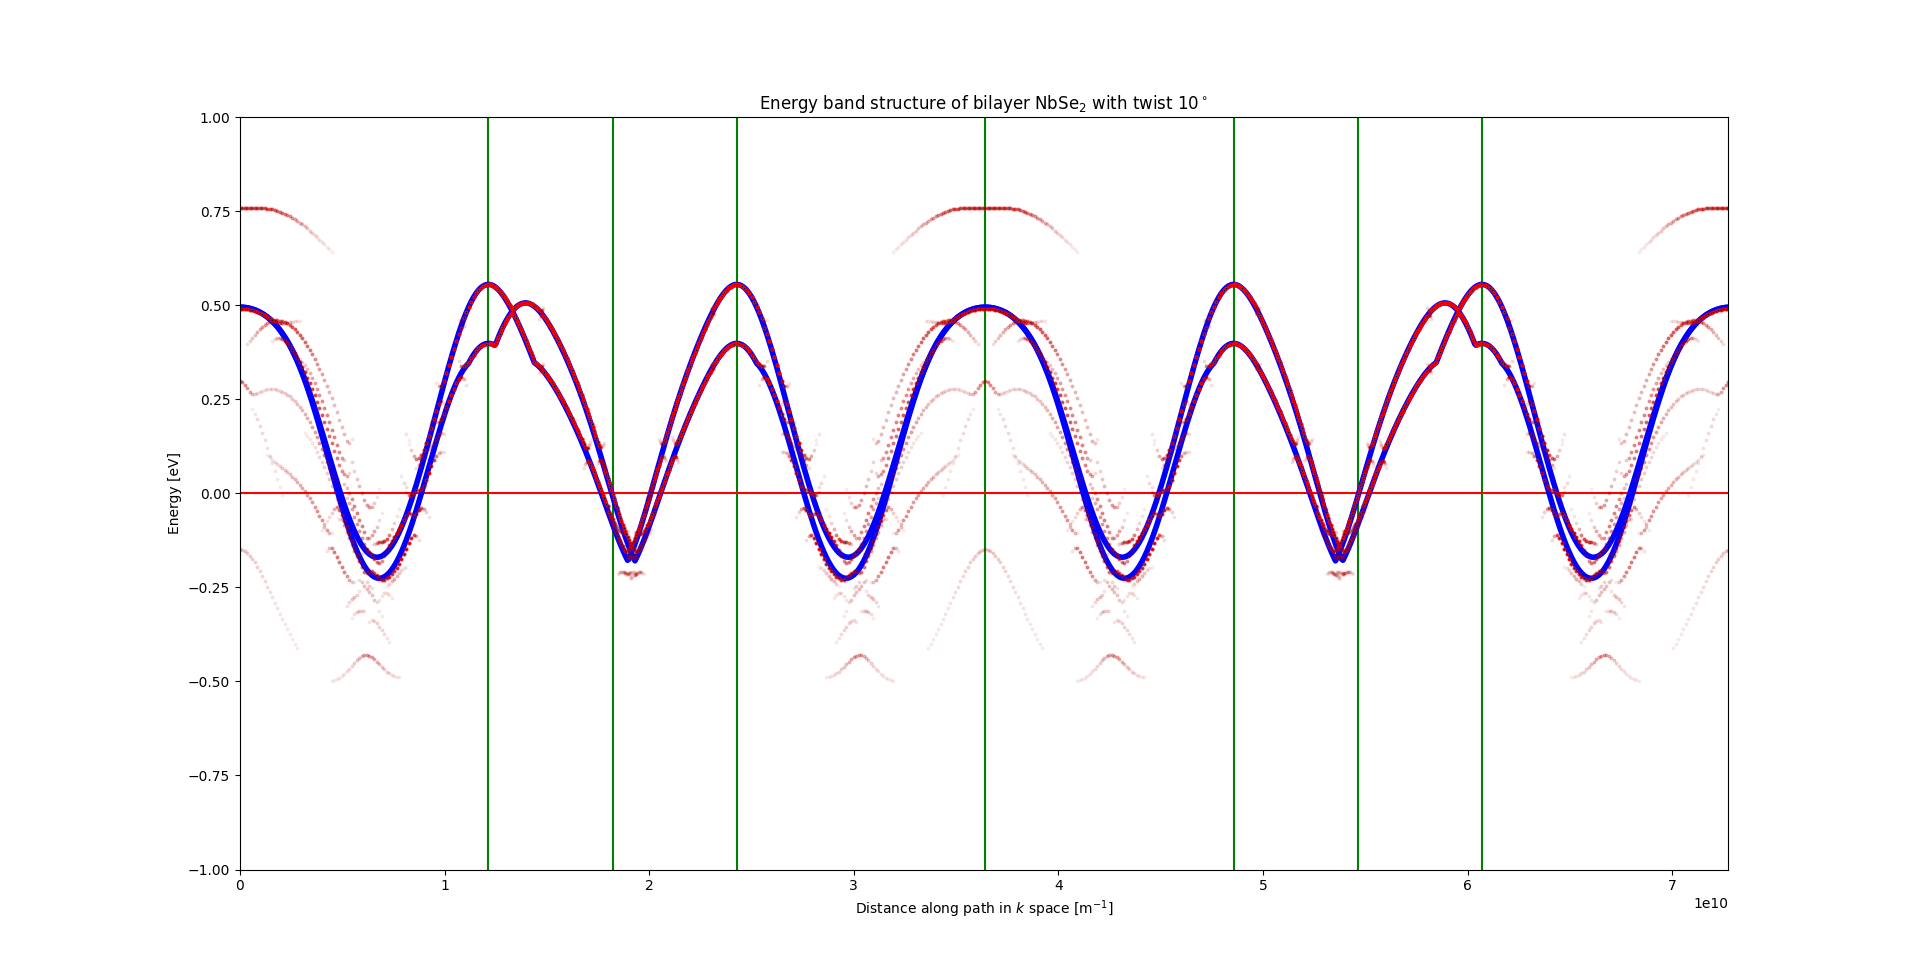 Energy band structure of bilayer NbSe₂ with twist 10°
1.00
0.75
0.50
0.25
0.00
−0.25
−0.50
−0.75
−1.00
Energy [eV]
0 1 2 3 4 5 6 7
1e10
Distance along path in k space [m⁻¹]